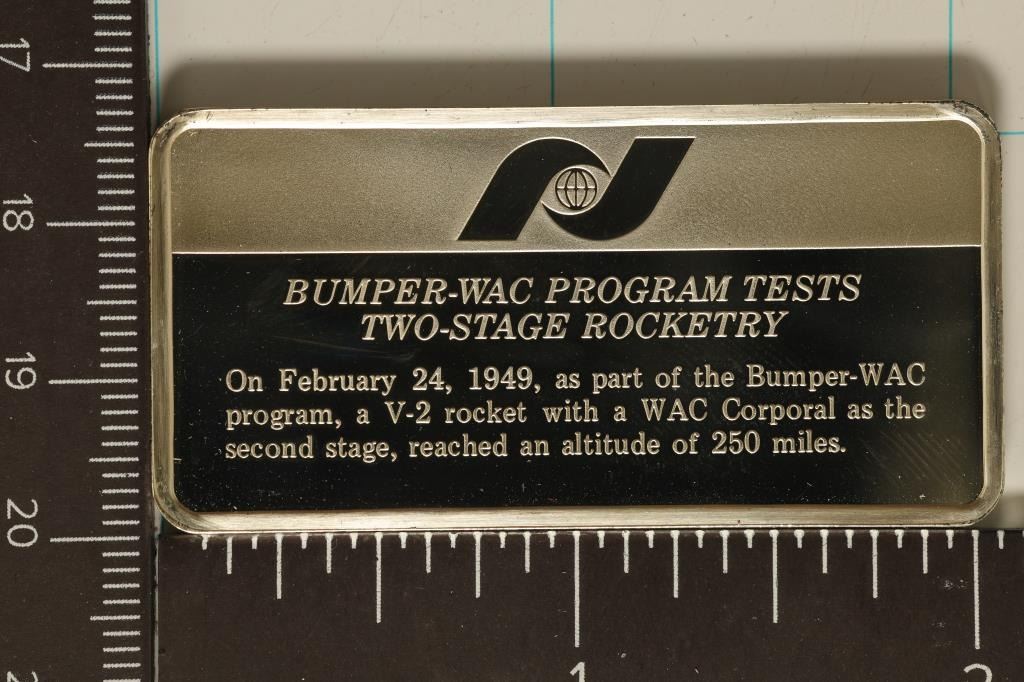 17
18
19
20
BUMPER-WAC PROGRAM TESTS
TWO-STAGE ROCKETRY
On February 24, 1949, as part of the Bumper-WAC
program, a V-2 rocket with a WAC Corporal as the
second stage, reached an altitude of 250 miles.
1
2